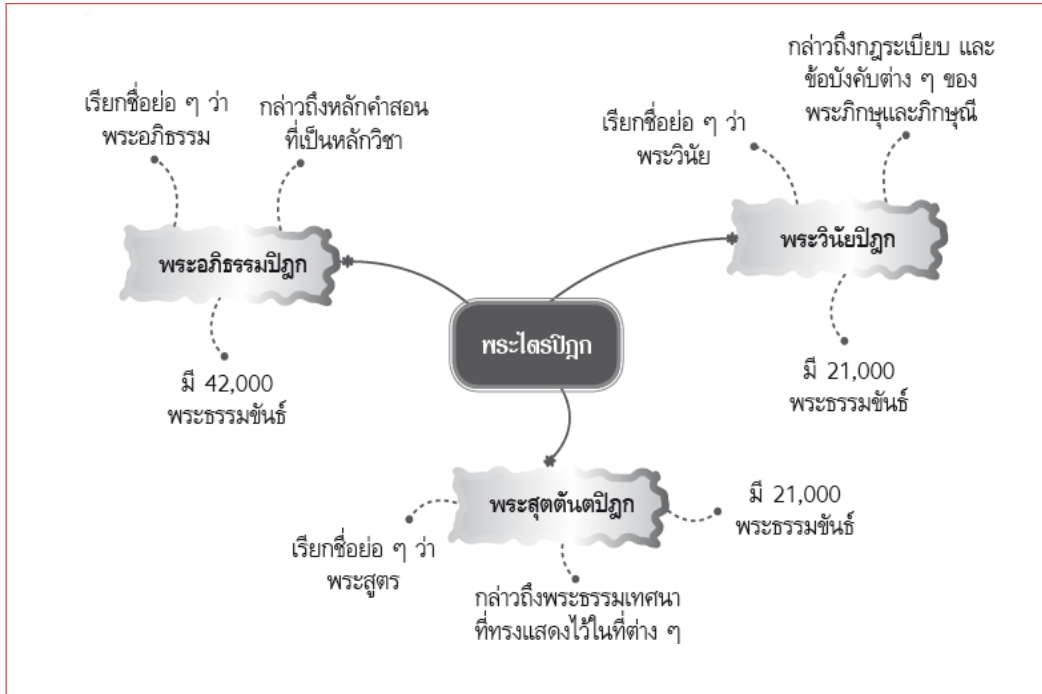 กล่าวถึงกฎระเบียบ และ
ข้อบังคับต่าง ๆ ของ
พระภิกษุและภิกษุณี
เรียกชื่อย่อ ๆ ว่า
พระอภิธรรม
กล่าวถึงหลักคำสอน
ที่เป็นหลักวิชา
เรียกชื่อย่อ ๆ ว่า
พระวินัย
พระอภิธรรมปิฎก
พระวินัยปิฎก
พระไตรปิฎก
มี 42,000
พระธรรมขันธ์
มี 21,000
พระธรรมขันธ์
พระสุตตันตปิฎก
มี 21,000
พระธรรมขันธ์
เรียกชื่อย่อ ๆ ว่า
พระสูตร
กล่าวถึงพระธรรมเทศนา
ที่ทรงแสดงไว้ในที่ต่าง ๆ